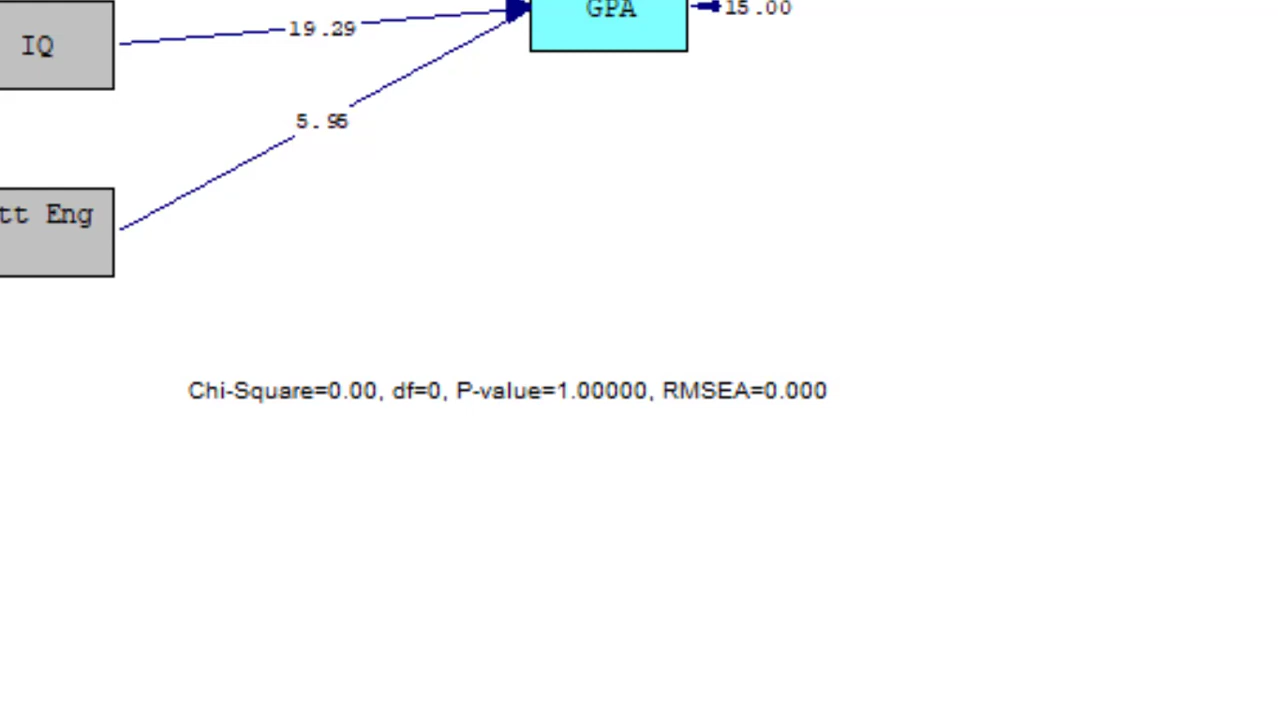 GPA
15.00
19.29
IQ
5.95
tt Eng
Chi-Square=0.00, df=0, P-value=1.00000, RMSEA=0.000